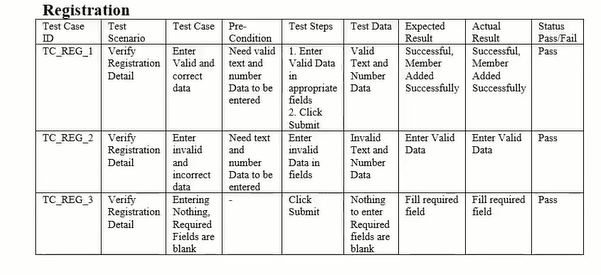 Registration
Test Case ID | Test Scenario | Test Case | Pre-Condition | Test Steps | Test Data | Expected Result | Actual Result | Status Pass/Fail
TC_REG_1 | Verify Registration Detail | Enter Valid and correct data | Need valid text and number Data to be entered | 1. Enter Valid Data in appropriate fields 2. Click Submit | Valid Text and Number Data | Successful, Member Added Successfully | Successful, Member Added Successfully | Pass
TC_REG_2 | Verify Registration Detail | Enter invalid and incorrect data | Need text and number Data to be entered | Enter invalid Data in fields | Invalid Text and Number Data | Enter Valid Data | Enter Valid Data | Pass
TC_REG_3 | Verify Registration Detail | Entering Nothing, Required Fields are blank | - | Click Submit | Nothing to enter Required fields are blank | Fill required field | Fill required field | Pass